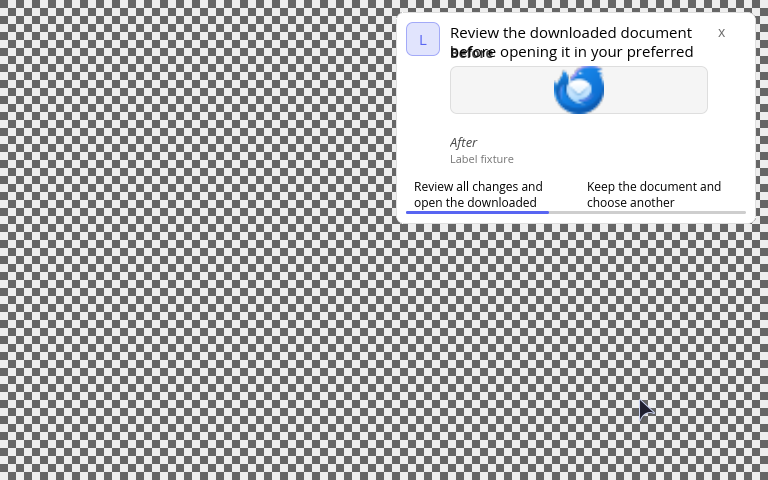 L
Review the downloaded document
X
before opening it in your preferred
Before
After
Label fixture
Review all changes and
open the downloaded
Keep the document and
choose another